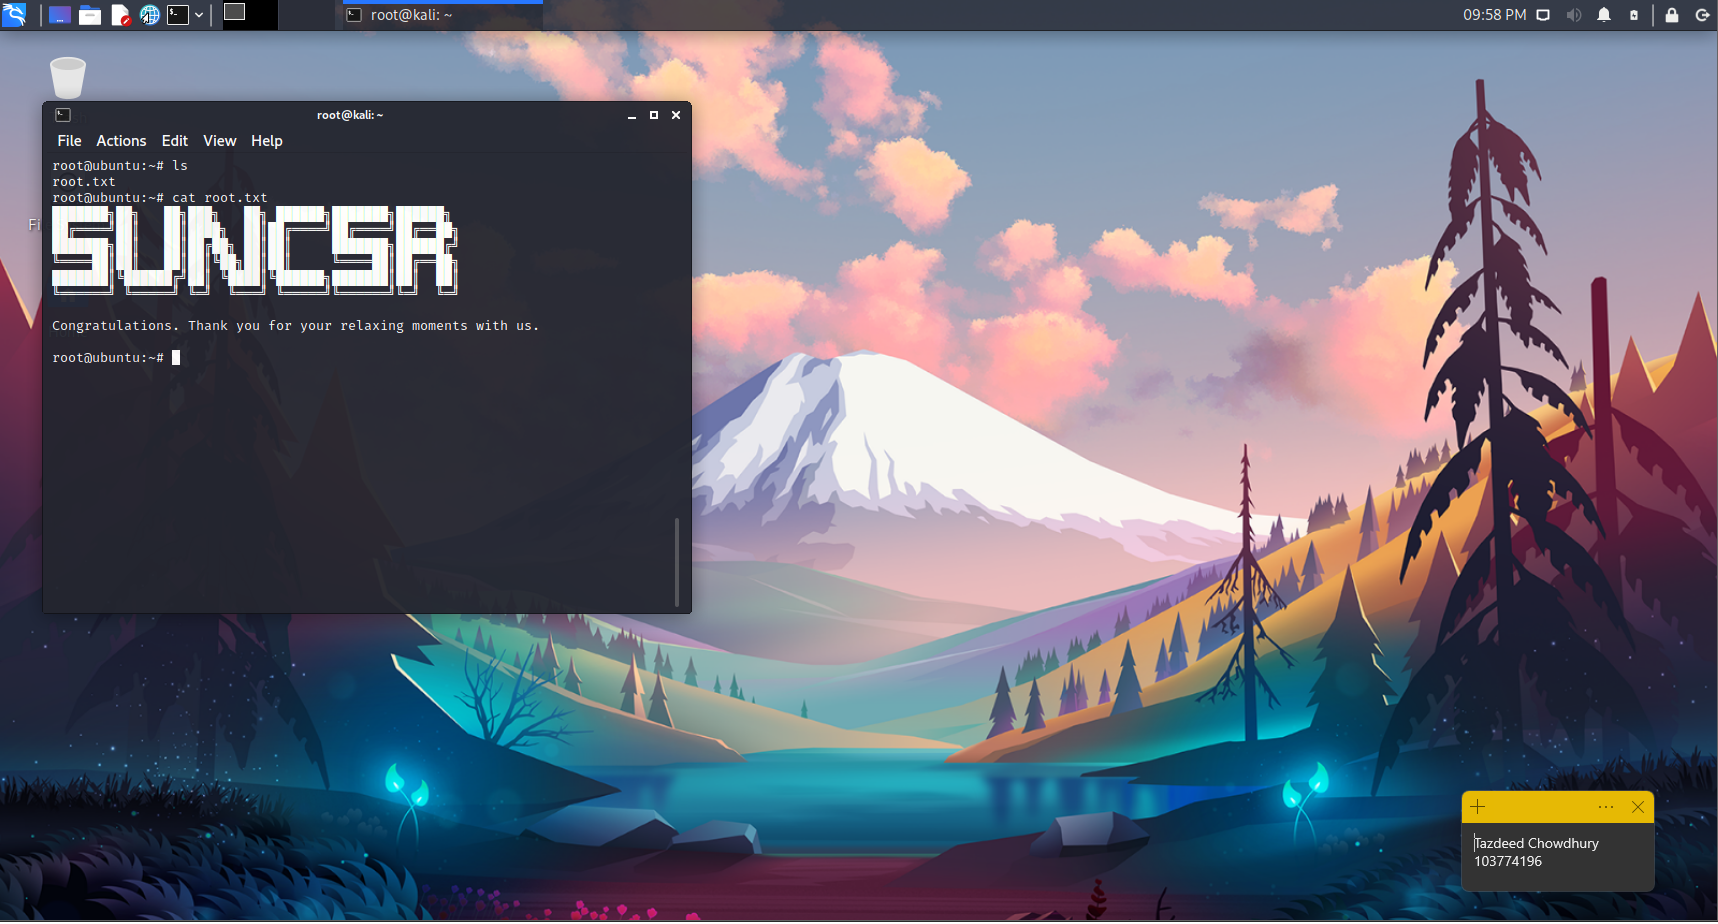 root@kali: ~
09:58 PM
root@kali: ~
File Actions Edit View Help
root@ubuntu:~# ls
root.txt
root@ubuntu:~# cat root.txt
SUNCSR
Congratulations. Thank you for your relaxing moments with us.
root@ubuntu:~#
Fi
Tazdeed Chowdhury
103774196